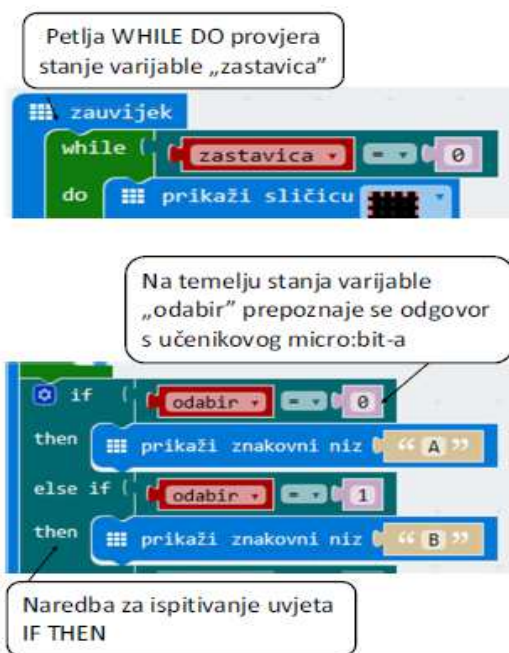 Petlja WHILE DO provjera
stanje varijable „zastavica”
zauvijek
while ( zastavica = 0
do prikaži sličicu
Na temelju stanja varijable
„odabir” prepoznaje se odgovor
s učenikovog micro:bit-a
if ( odabir = 0
then prikaži znakovni niz “ A ”
else if ( odabir = 1
then prikaži znakovni niz “ B ”
Naredba za ispitivanje uvjeta
IF THEN